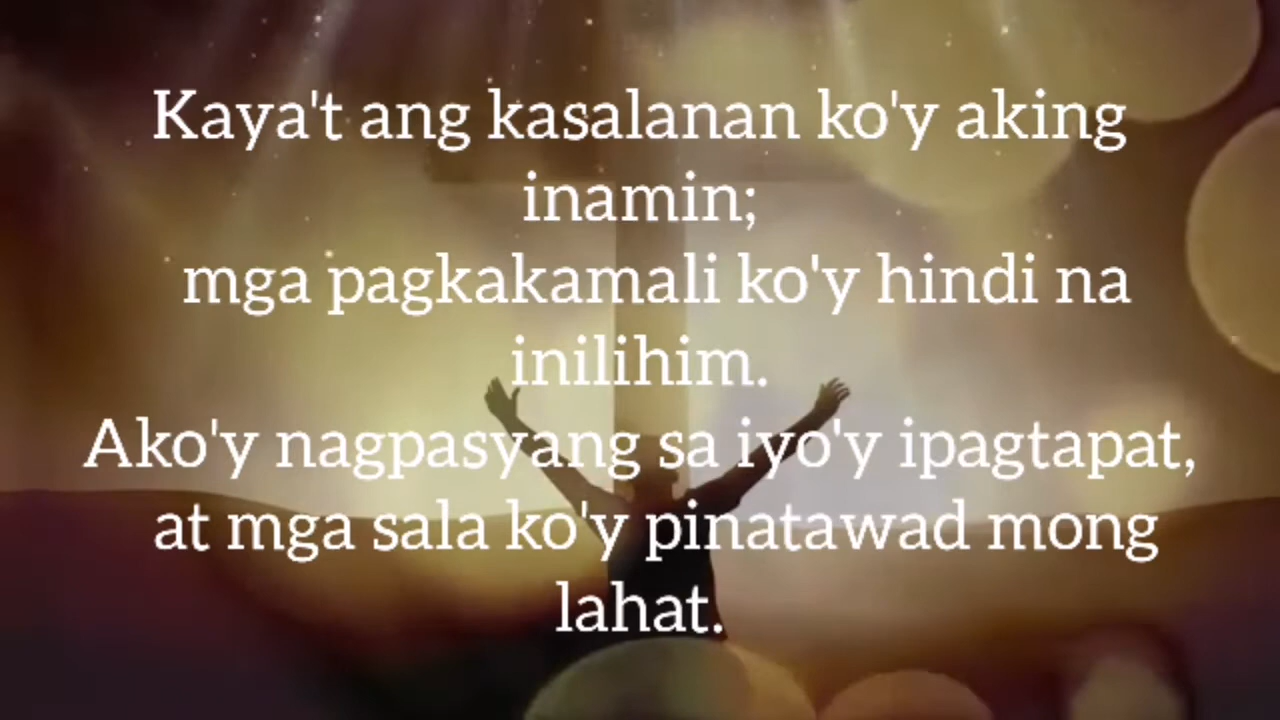 Kaya't ang kasalanan ko'y aking
inamin;
mga pagkakamali ko'y hindi na
inilihim.
Ako'y nagpasyang sa iyo'y ipagtapat,
at mga sala ko'y pinatawad mong
lahat.